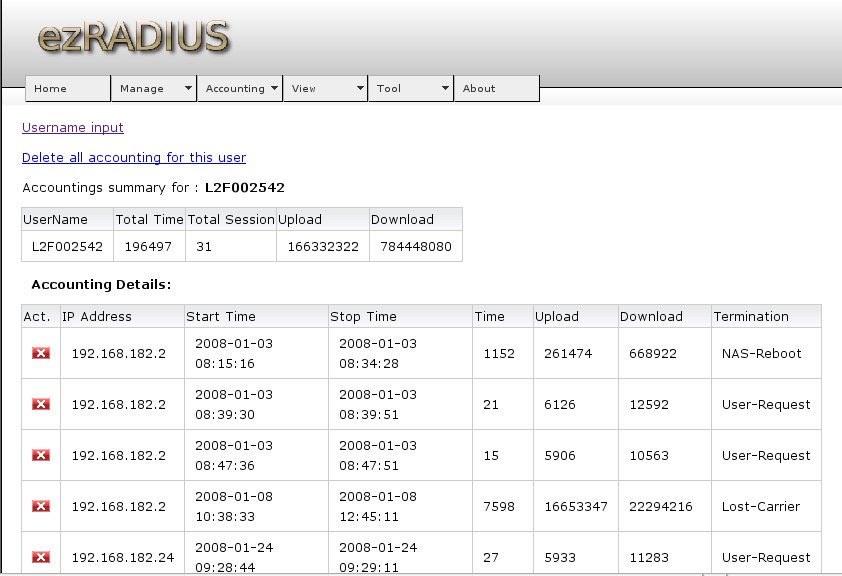 ezRADIUS
Home Manage Accounting View Tool About
Username input
Delete all accounting for this user
Accountings summary for : L2F002542
UserName Total Time Total Session Upload Download
L2F002542 196497 31 166332322 784448080
Accounting Details:
Act. IP Address Start Time Stop Time Time Upload Download Termination
192.168.182.2 2008-01-03 08:15:16 2008-01-03 08:34:28 1152 261474 668922 NAS-Reboot
192.168.182.2 2008-01-03 08:39:30 2008-01-03 08:39:51 21 6126 12592 User-Request
192.168.182.2 2008-01-03 08:47:36 2008-01-03 08:47:51 15 5906 10563 User-Request
192.168.182.2 2008-01-08 10:38:33 2008-01-08 12:45:11 7598 16653347 22294216 Lost-Carrier
192.168.182.24 2008-01-24 09:28:44 2008-01-24 09:29:11 27 5933 11283 User-Request